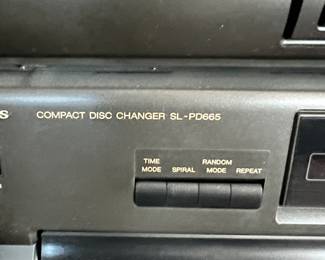 S COMPACT DISC CHANGER SL-PD665
TIME MODE SPIRAL RANDOM MODE REPEAT